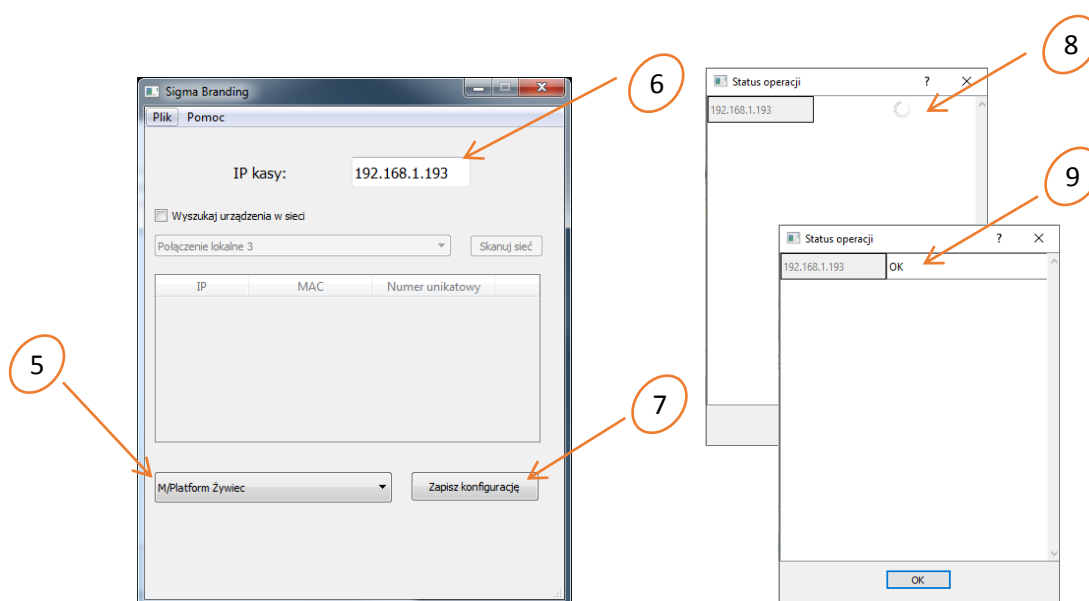 Sigma Branding
Plik Pomoc
IP kasy: 192.168.1.193
Wyszukaj urządzenia w sieci
Połączenie lokalne 3 Skanuj sieć
IP MAC Numer unikatowy
M/Platform Żywiec Zapisz konfigurację
5
6
7
Status operacji ?
192.168.1.193
8
Status operacji ?
192.168.1.193 OK
OK
9